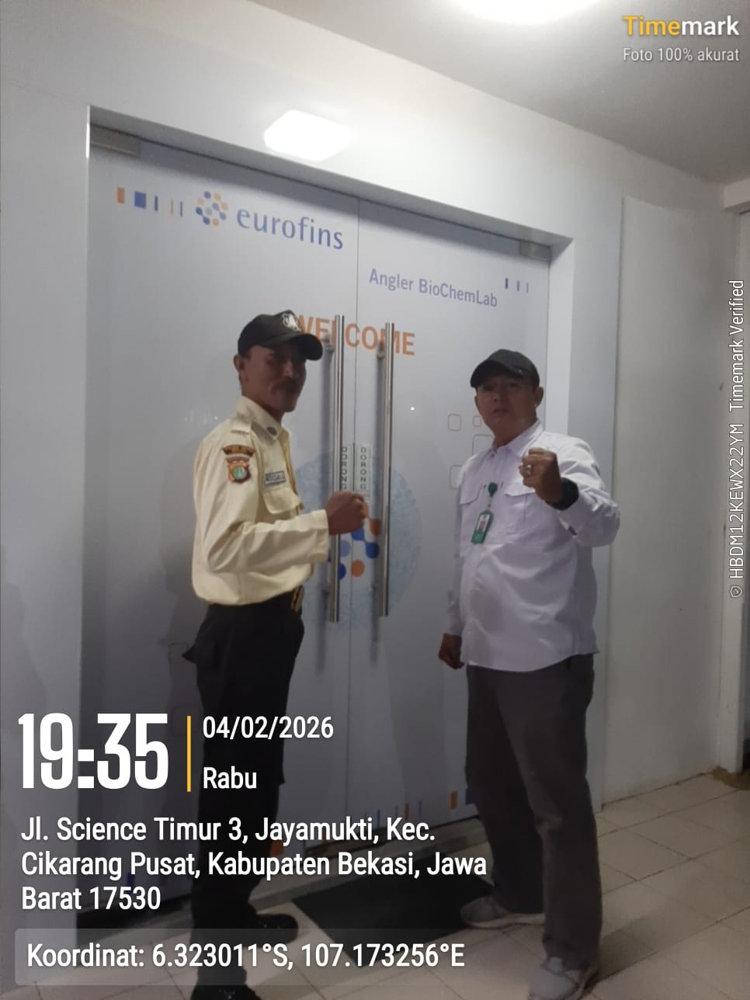 Timemark
Foto 100% akurat
eurofins
Angler BioChemLab
WELCOME
DORONG
DORONG
19:35
04/02/2026
Rabu
Jl. Science Timur 3, Jayamukti, Kec.
Cikarang Pusat, Kabupaten Bekasi, Jawa
Barat 17530
Koordinat: 6.323011°S, 107.173256°E
© HBDM12KEWX22YM Timemark Verified